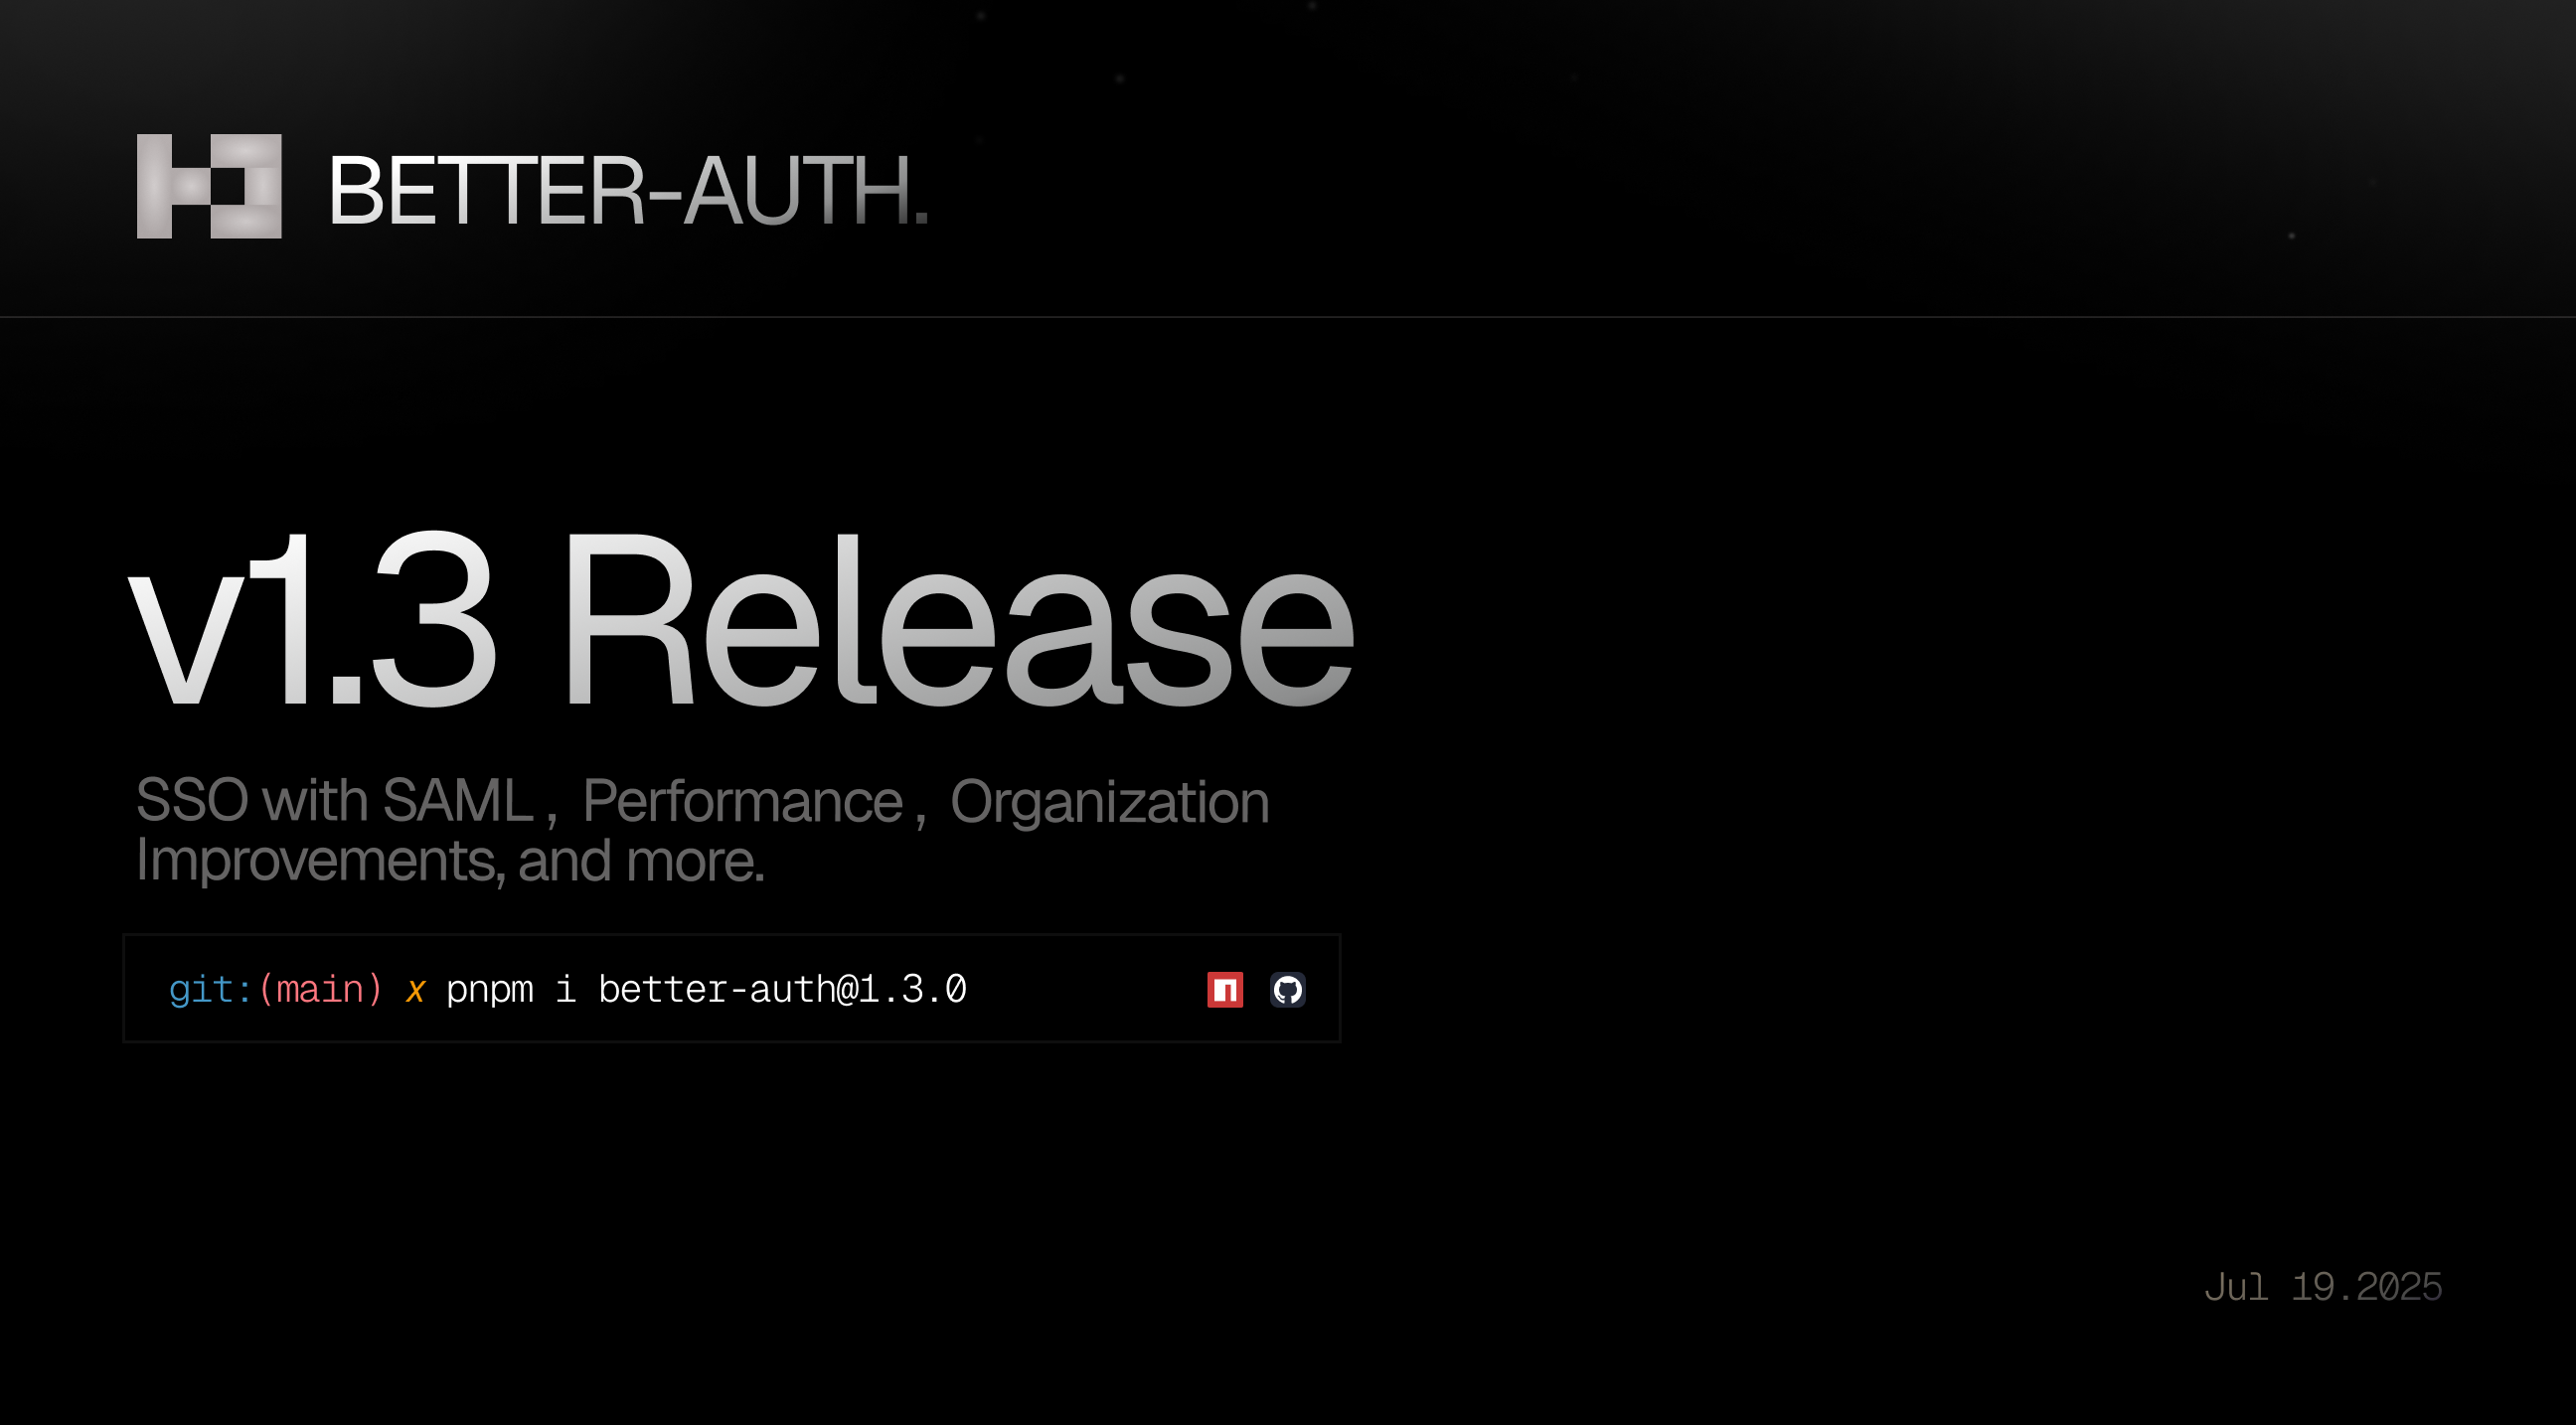 BETTER-AUTH.
v1.3 Release
SSO with SAML , Performance , Organization
Improvements, and more.
git:(main) x pnpm i better-auth@1.3.0
Jul 19.2025